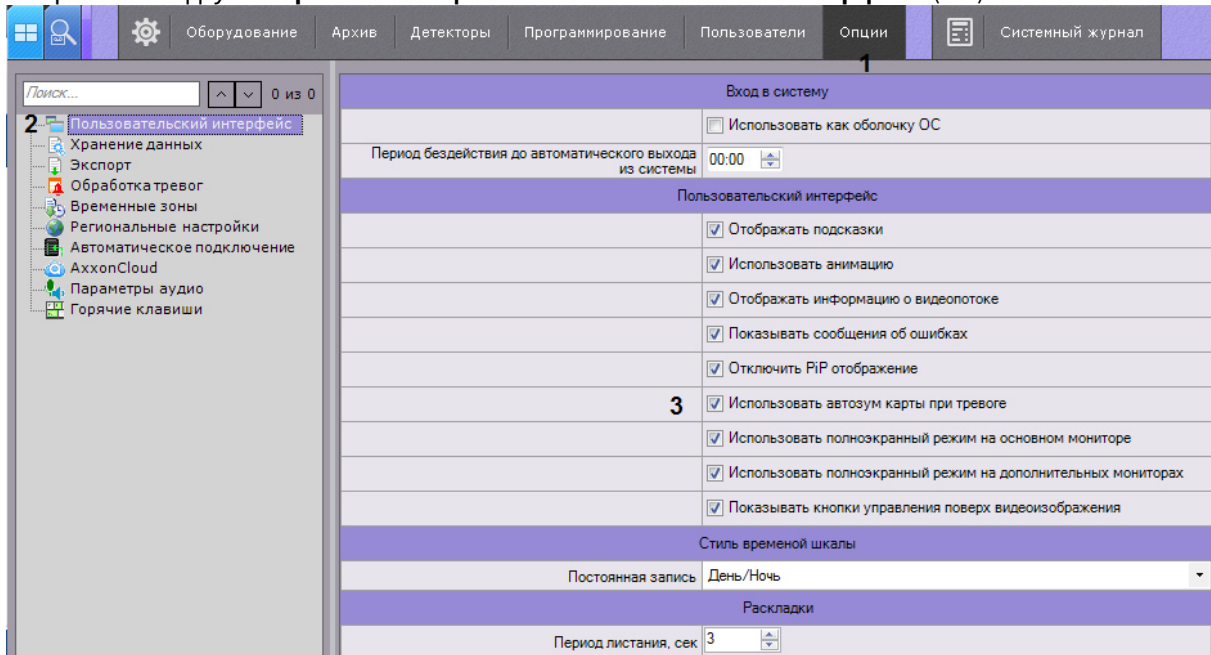 Оборудование Архив Детекторы Программирование Пользователи Опции Системный журнал
1
Поиск... 0 из 0
2 Пользовательский интерфейс
Хранение данных
Экспорт
Обработка тревог
Временные зоны
Региональные настройки
Автоматическое подключение
AxxonCloud
Параметры аудио
Горячие клавиши
Вход в систему
Использовать как оболочку ОС
Период бездействия до автоматического выхода
из системы 00:00
Пользовательский интерфейс
Отображать подсказки
Использовать анимацию
Отображать информацию о видеопотоке
Показывать сообщения об ошибках
Отключить PiP отображение
3 Использовать автозум карты при тревоге
Использовать полноэкранный режим на основном мониторе
Использовать полноэкранный режим на дополнительных мониторах
Показывать кнопки управления поверх видеоизображения
Стиль временой шкалы
Постоянная запись День/Ночь
Раскладки
Период листания, сек 3